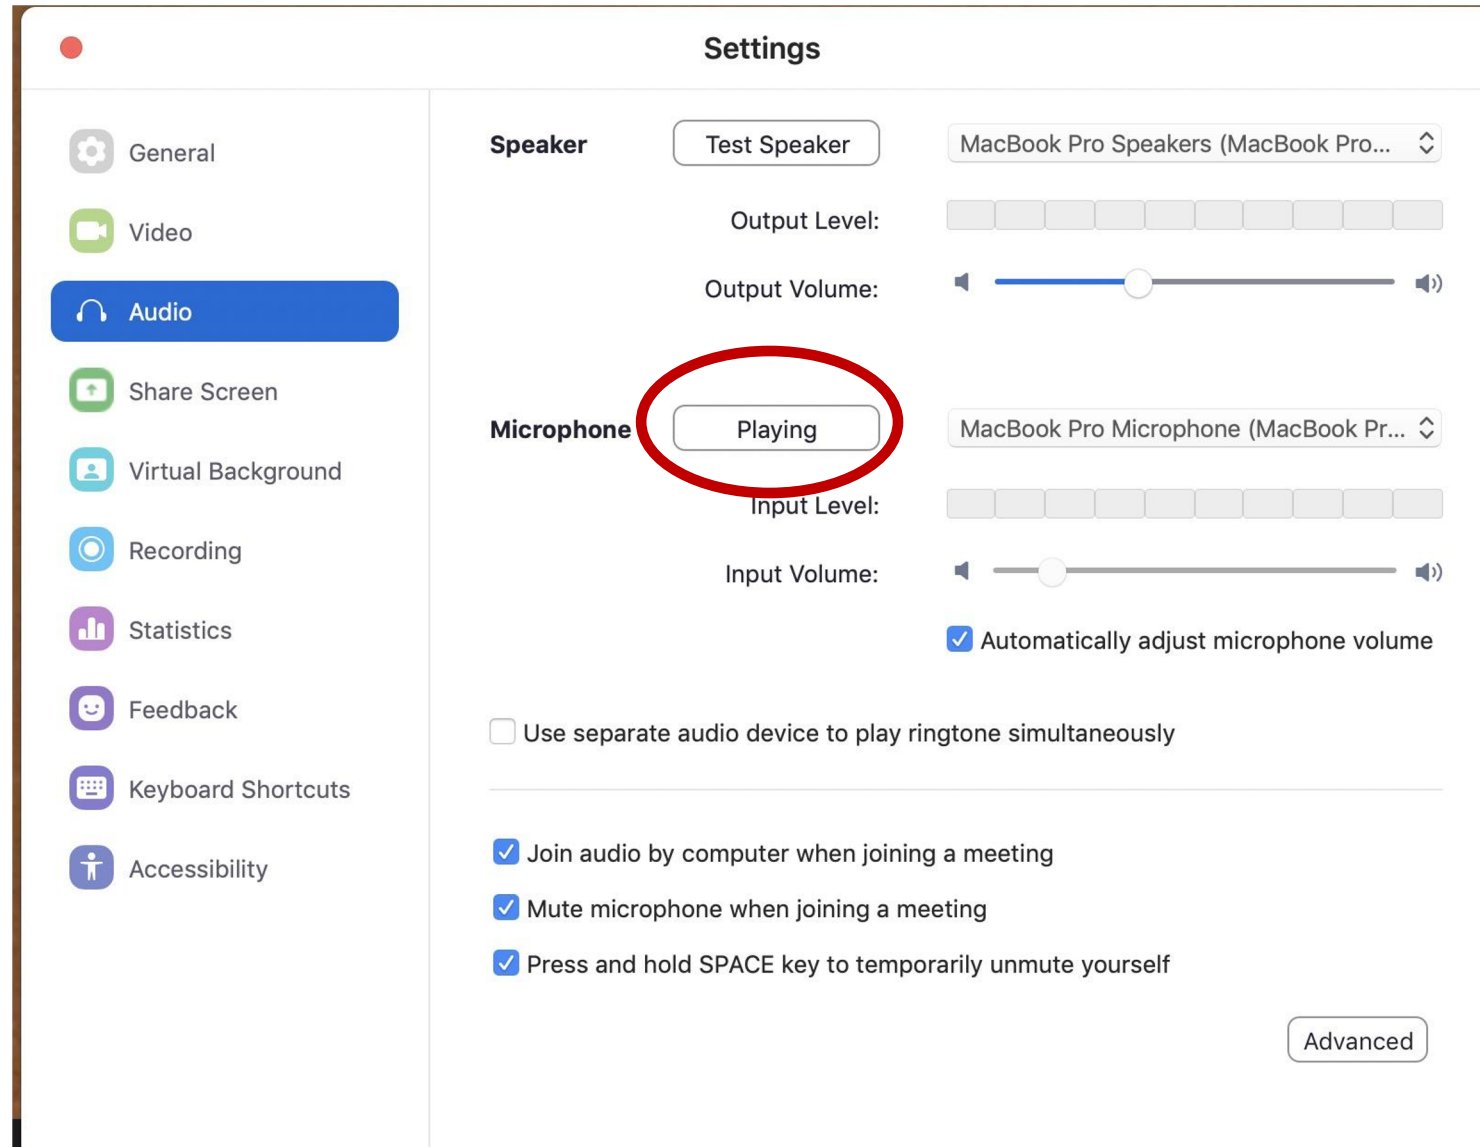 Settings
General
Video
Audio
Share Screen
Virtual Background
Recording
Statistics
Feedback
Keyboard Shortcuts
Accessibility
Speaker
Test Speaker
MacBook Pro Speakers (MacBook Pro...
Output Level:
Output Volume:
Microphone
Playing
MacBook Pro Microphone (MacBook Pr...
Input Level:
Input Volume:
Automatically adjust microphone volume
Use separate audio device to play ringtone simultaneously
Join audio by computer when joining a meeting
Mute microphone when joining a meeting
Press and hold SPACE key to temporarily unmute yourself
Advanced